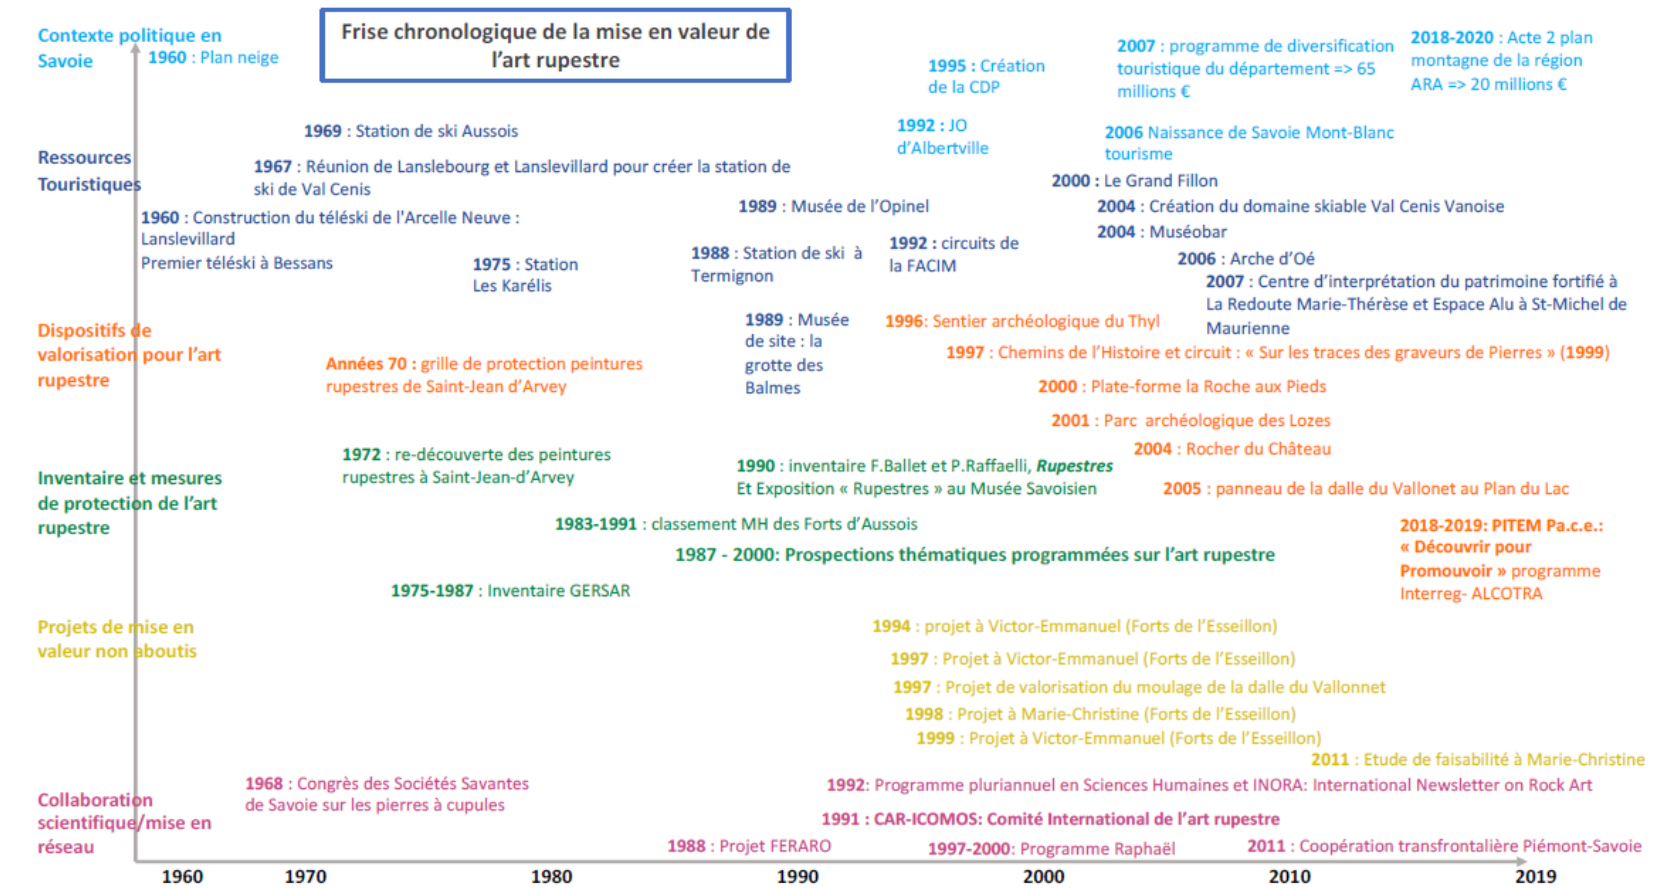 Frise chronologique de la mise en valeur de
l'art rupestre
Contexte politique en
Savoie
1960 : Plan neige
1995 : Création
de la CDP
2007 : programme de diversification
touristique du département => 65
millions €
2018-2020 : Acte 2 plan
montagne de la région
ARA => 20 millions €
1992 : JO
d'Albertville
2006 Naissance de Savoie Mont-Blanc
tourisme
Ressources
Touristiques
1969 : Station de ski Aussois
1967 : Réunion de Lanslebourg et Lanslevillard pour créer la station de
ski de Val Cenis
1960 : Construction du téléski de l'Arcelle Neuve :
Lanslevillard
Premier téléski à Bessans
1975 : Station
Les Karélis
1989 : Musée de l'Opinel
1988 : Station de ski à
Termignon
1992 : circuits de
la FACIM
2000 : Le Grand Fillon
2004 : Création du domaine skiable Val Cenis Vanoise
2004 : Muséobar
2006 : Arche d'Oé
2007 : Centre d'interprétation du patrimoine fortifié à
La Redoute Marie-Thérèse et Espace Alu à St-Michel de
Maurienne
1989 : Musée
de site : la
grotte des
Balmes
Dispositifs de
valorisation pour l'art
rupestre
Années 70 : grille de protection peintures
rupestres de Saint-Jean d'Arvey
1996: Sentier archéologique du Thyl
1997 : Chemins de l'Histoire et circuit : « Sur les traces des graveurs de Pierres » (1999)
2000 : Plate-forme la Roche aux Pieds
2001 : Parc archéologique des Lozes
2004 : Rocher du Château
2005 : panneau de la dalle du Vallonet au Plan du Lac
2018-2019: PITEM Pa.c.e.:
« Découvrir pour
Promouvoir » programme
Interreg- ALCOTRA
Inventaire et mesures
de protection de l'art
rupestre
1972 : re-découverte des peintures
rupestres à Saint-Jean-d'Arvey
1990 : inventaire F.Ballet et P.Raffaelli, Rupestres
Et Exposition « Rupestres » au Musée Savoisien
1983-1991 : classement MH des Forts d'Aussois
1987 - 2000: Prospections thématiques programmées sur l'art rupestre
1975-1987 : Inventaire GERSAR
Projets de mise en
valeur non aboutis
1994 : projet à Victor-Emmanuel (Forts de l'Esseillon)
1997 : Projet à Victor-Emmanuel (Forts de l'Esseillon)
1997 : Projet de valorisation du moulage de la dalle du Vallonnet
1998 : Projet à Marie-Christine (Forts de l'Esseillon)
1999 : Projet à Victor-Emmanuel (Forts de l'Esseillon)
2011 : Etude de faisabilité à Marie-Christine
Collaboration
scientifique/mise en
réseau
1968 : Congrès des Sociétés Savantes
de Savoie sur les pierres à cupules
1992: Programme pluriannuel en Sciences Humaines et INORA: International Newsletter on Rock Art
1991 : CAR-ICOMOS: Comité International de l'art rupestre
1988 : Projet FERARO
1997-2000: Programme Raphaël
2011 : Coopération transfrontalière Piémont-Savoie
1960 1970 1980 1990 2000 2010 2019